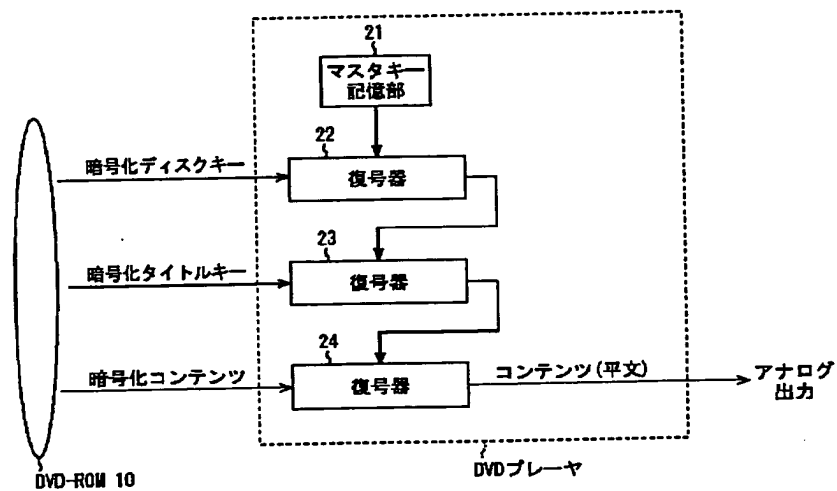 21
マスタキー
記憶部
22
暗号化ディスクキー
復号器
23
暗号化タイトルキー
復号器
24
暗号化コンテンツ
復号器
コンテンツ(平文)
アナログ
出力
DVD-ROM 10
DVDプレーヤ